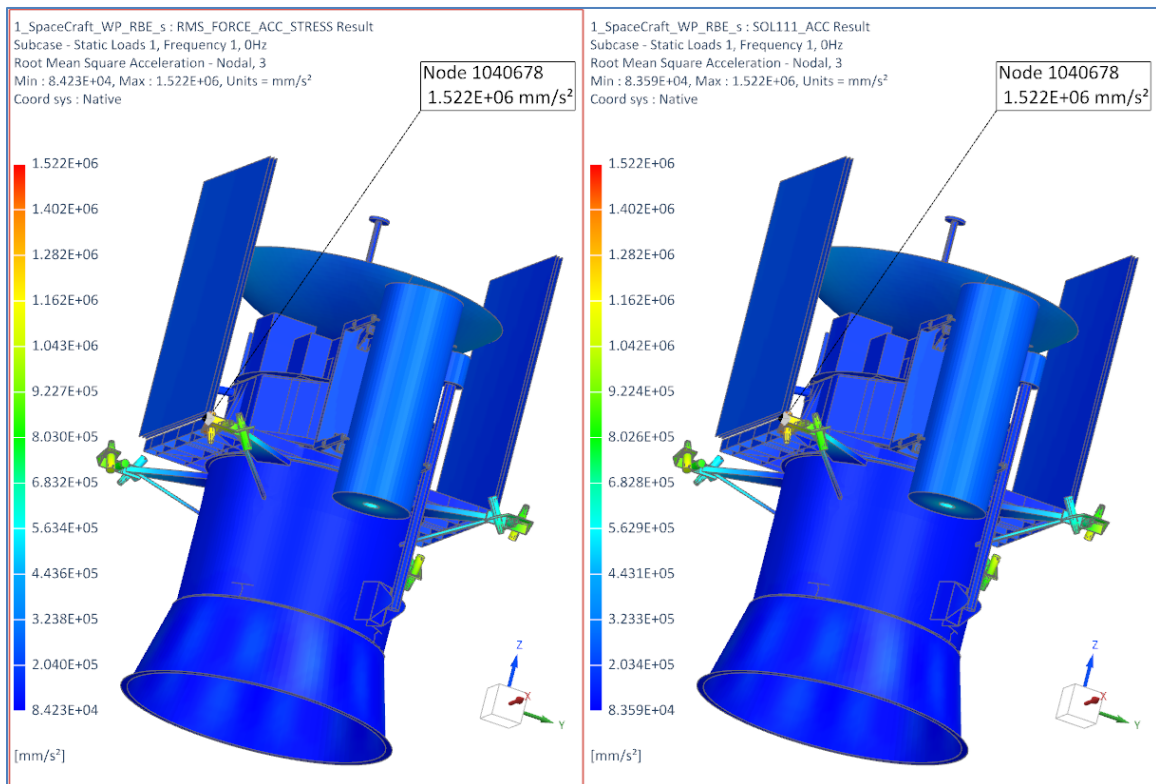 1_SpaceCraft_WP_RBE_s : RMS_FORCE_ACC_STRESS Result
Subcase - Static Loads 1, Frequency 1, 0Hz
Root Mean Square Acceleration - Nodal, 3
Min : 8.423E+04, Max : 1.522E+06, Units = mm/s²
Coord sys : Native
Node 1040678
1.522E+06 mm/s²
1.522E+06
1.402E+06
1.282E+06
1.162E+06
1.043E+06
9.227E+05
8.030E+05
6.832E+05
5.634E+05
4.436E+05
3.238E+05
2.040E+05
8.423E+04
[mm/s²]
Z
X
Y
1_SpaceCraft_WP_RBE_s : SOL111_ACC Result
Subcase - Static Loads 1, Frequency 1, 0Hz
Root Mean Square Acceleration - Nodal, 3
Min : 8.359E+04, Max : 1.522E+06, Units = mm/s²
Coord sys : Native
Node 1040678
1.522E+06 mm/s²
1.522E+06
1.402E+06
1.282E+06
1.162E+06
1.042E+06
9.224E+05
8.026E+05
6.828E+05
5.629E+05
4.431E+05
3.233E+05
2.034E+05
8.359E+04
[mm/s²]
Z
X
Y